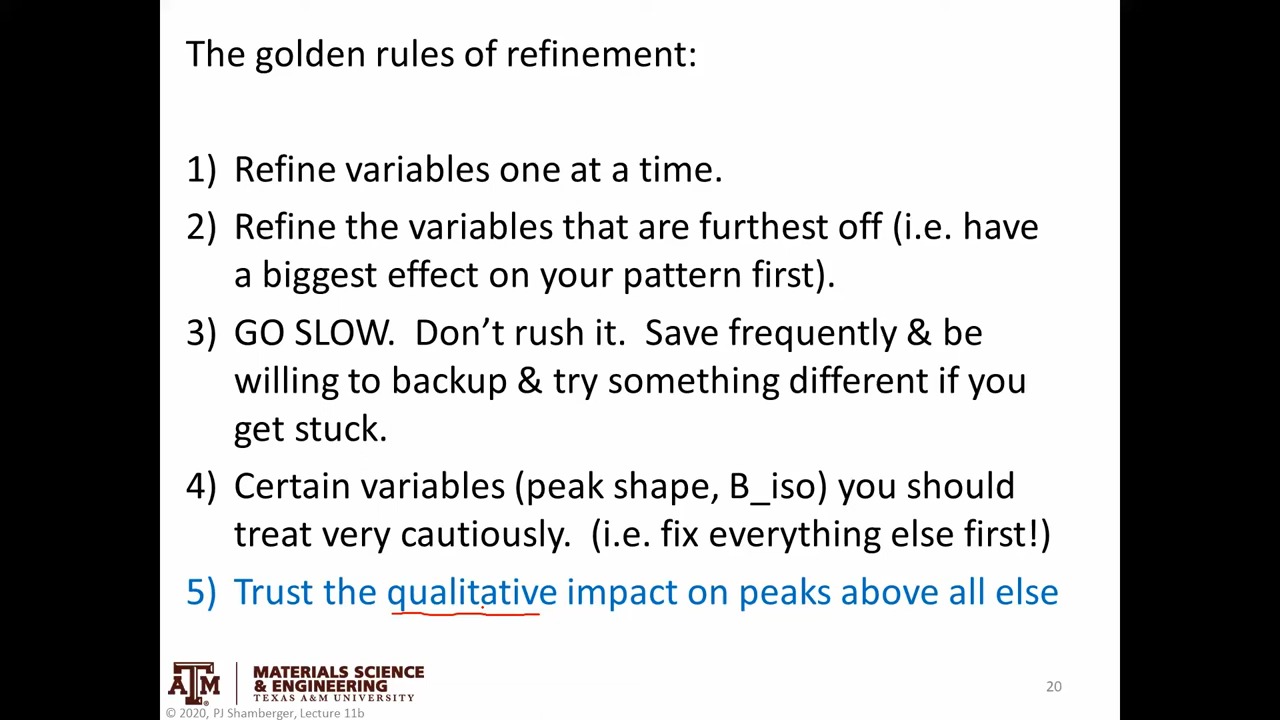 The golden rules of refinement:
1) Refine variables one at a time.
2) Refine the variables that are furthest off (i.e. have
a biggest effect on your pattern first).
3) GO SLOW. Don’t rush it. Save frequently & be
willing to backup & try something different if you
get stuck.
4) Certain variables (peak shape, B_iso) you should
treat very cautiously. (i.e. fix everything else first!)
5) Trust the qualitative impact on peaks above all else
ATM
MATERIALS SCIENCE
& ENGINEERING
TEXAS A&M UNIVERSITY
20
© 2020, PJ Shamberger, Lecture 11b